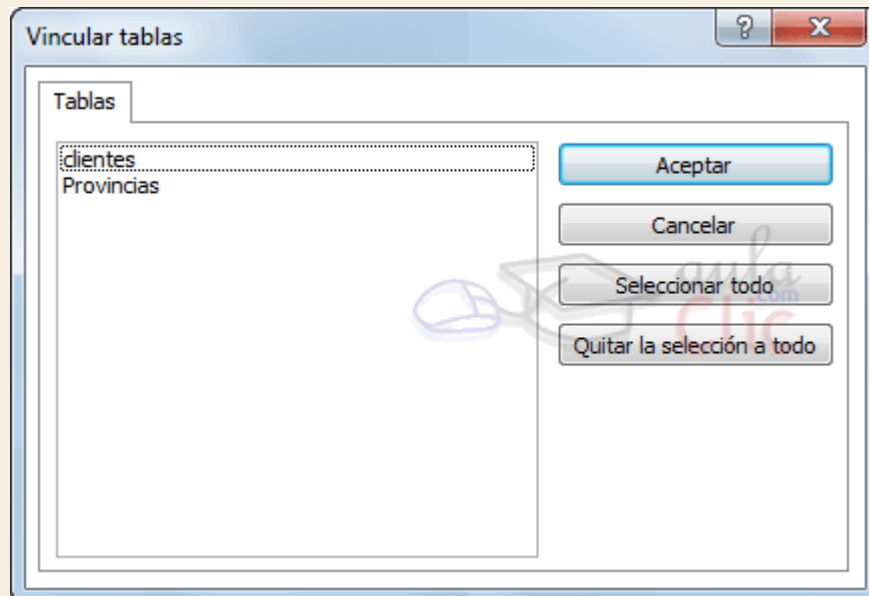 Vincular tablas
Tablas
clientes
Provincias
Aceptar
Cancelar
Seleccionar todo
Quitar la selección a todo
aula
.com
Clic